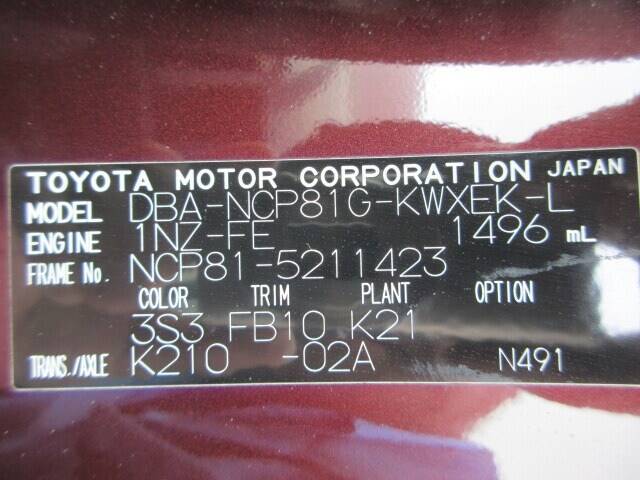 TOYOTA MOTOR CORPORATION JAPAN
MODEL DBA-NCP81G-KWXEK-L
ENGINE 1NZ-FE 1496 mL
FRAME No. NCP81-5211423
COLOR TRIM PLANT OPTION
3S3 FB10 K21
TRANS./AXLE K210 -02A N491